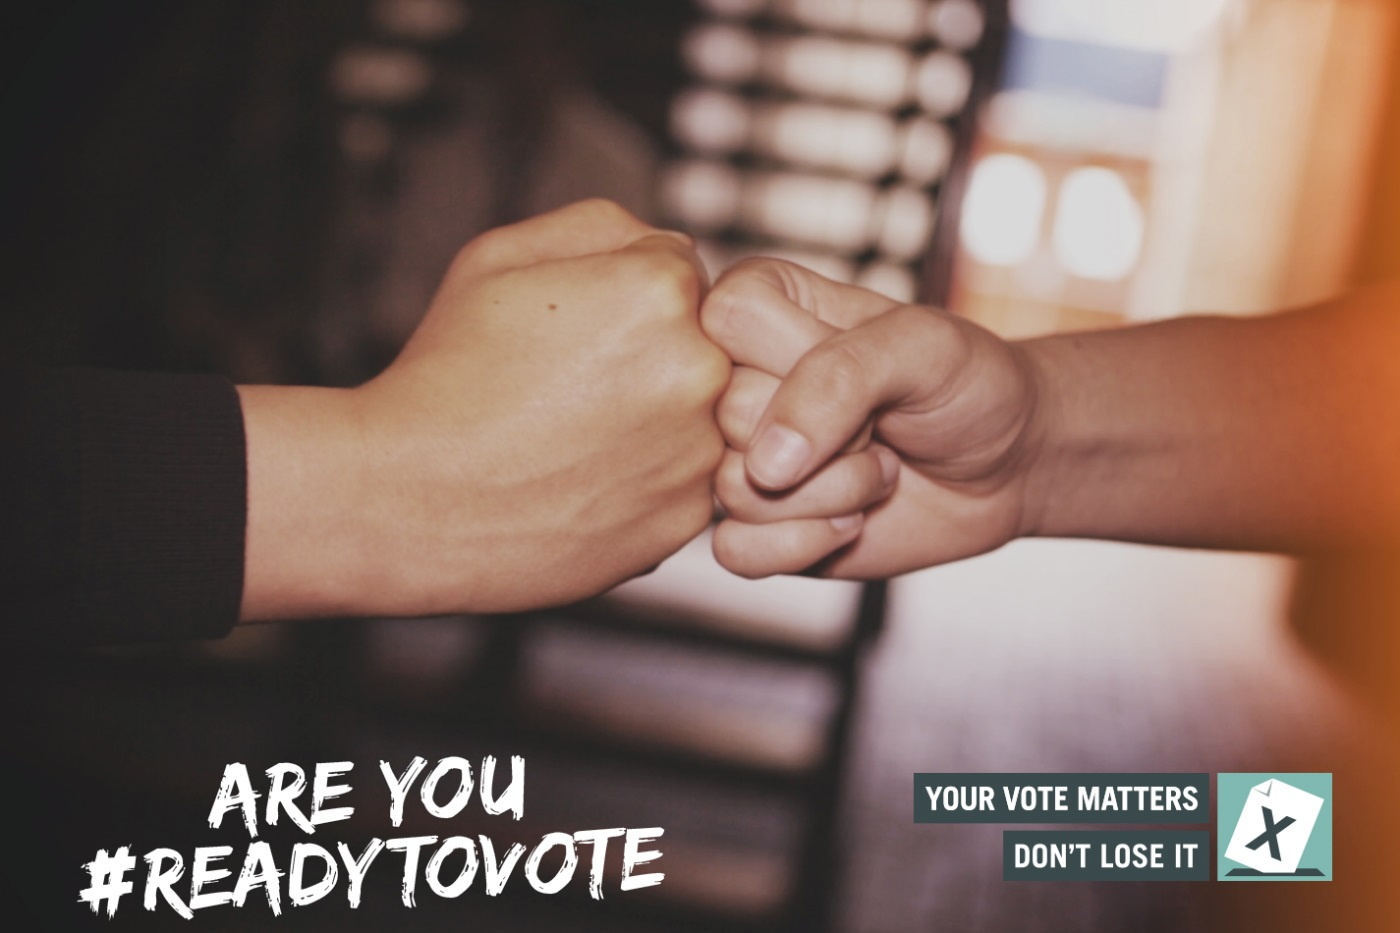 ARE YOU
#READYTOVOTE
YOUR VOTE MATTERS
DON'T LOSE IT
X